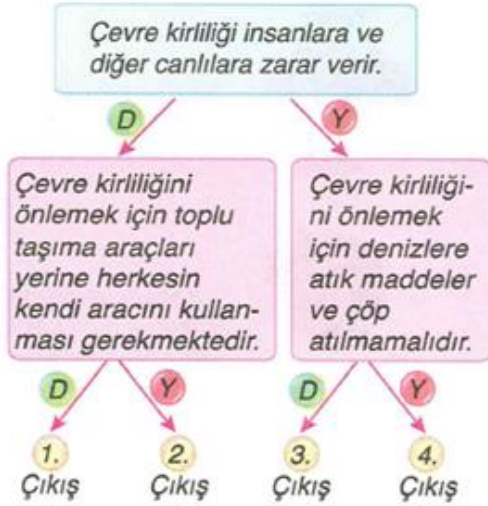 Çevre kirliliği insanlara ve
diğer canlılara zarar verir.
D
Y
Çevre kirliliğini
önlemek için toplu
taşıma araçları
yerine herkesin
kendi aracını kullan-
ması gerekmektedir.
Çevre kirliliği-
ni önlemek
için denizlere
atık maddeler
ve çöp
atılmamalıdır.
D
Y
D
Y
1.
Çıkış
2.
Çıkış
3.
Çıkış
4.
Çıkış